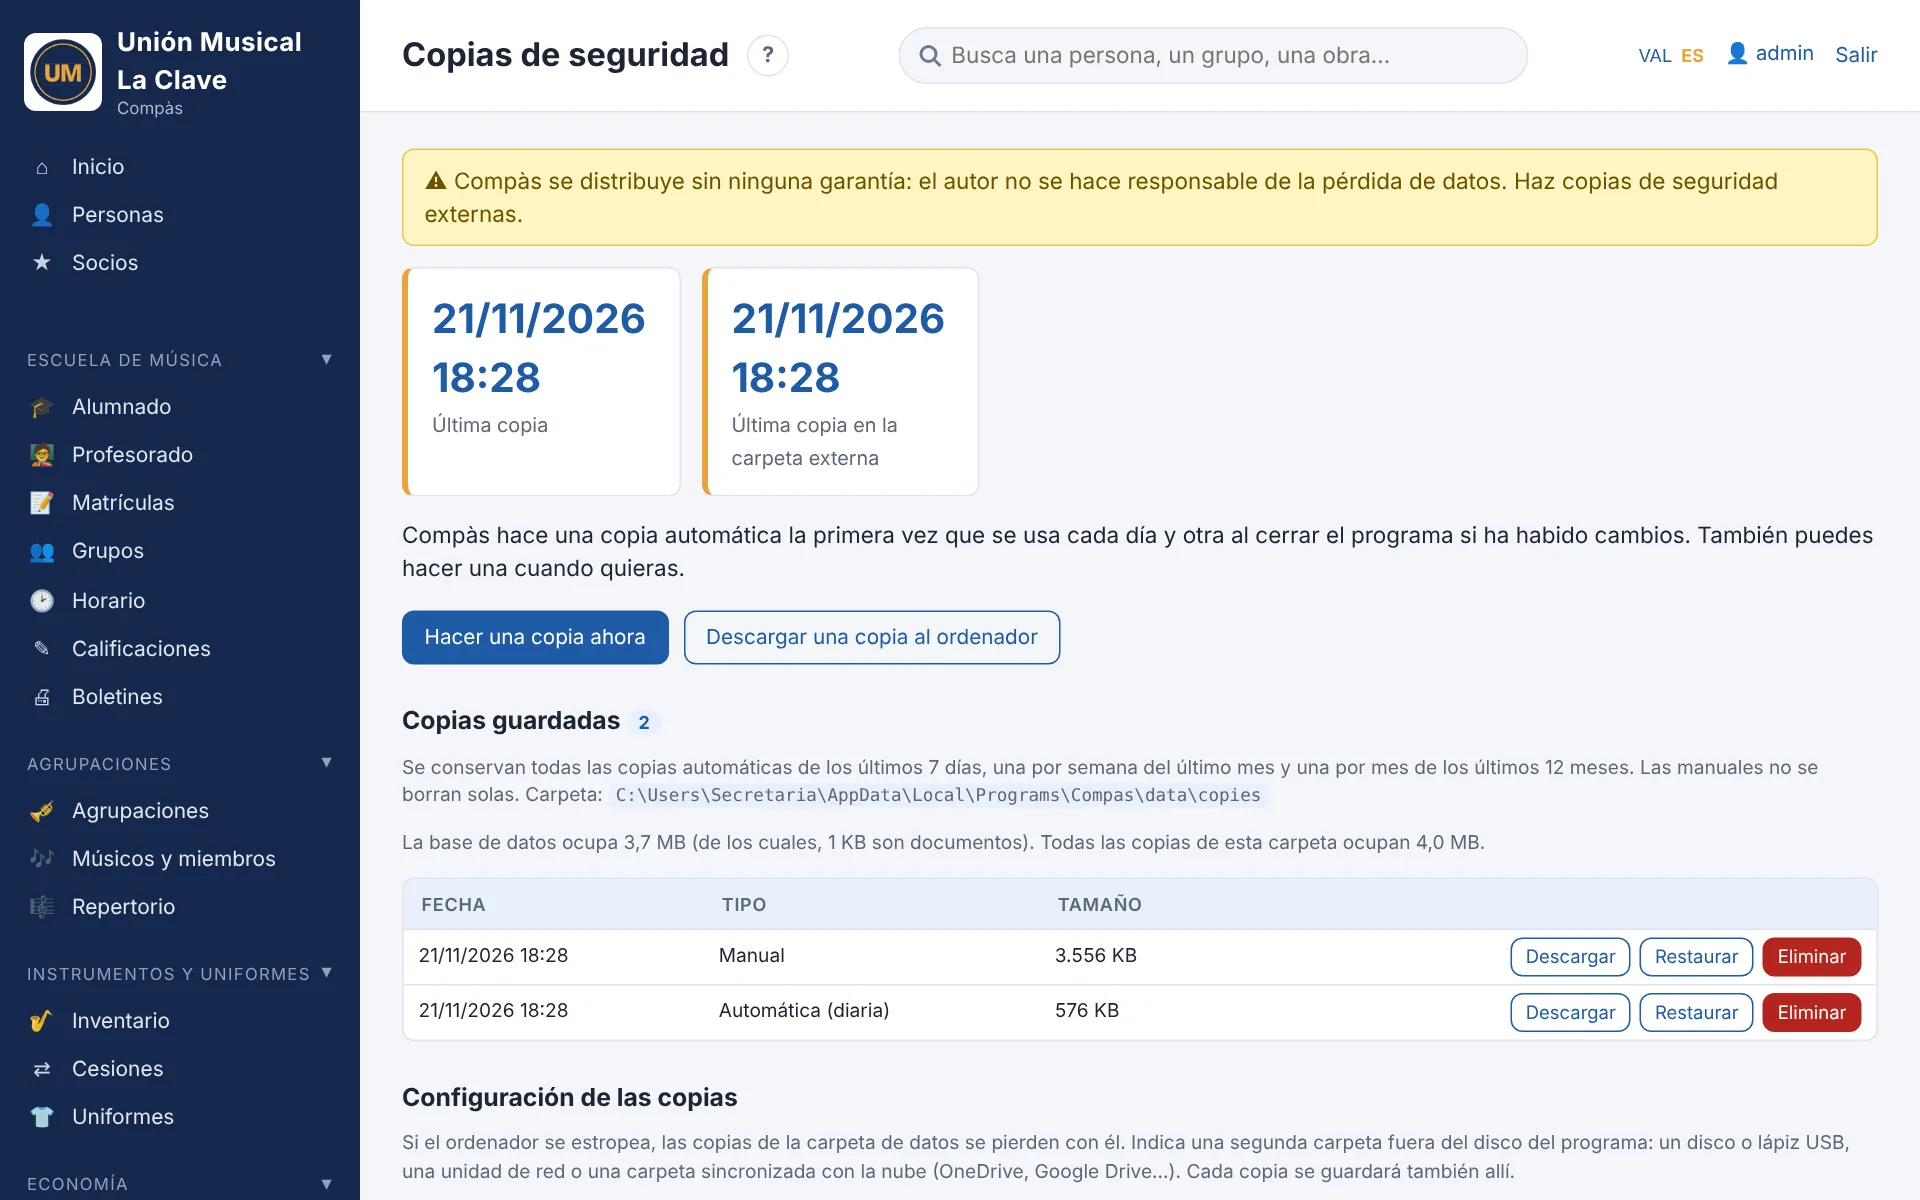 UM
Unión Musical
La Clave
Compàs
Inicio
Personas
Socios
ESCUELA DE MÚSICA
Alumnado
Profesorado
Matrículas
Grupos
Horario
Calificaciones
Boletines
AGRUPACIONES
Agrupaciones
Músicos y miembros
Repertorio
INSTRUMENTOS Y UNIFORMES
Inventario
Cesiones
Uniformes
ECONOMÍA
Copias de seguridad ?
Busca una persona, un grupo, una obra...
VAL ES admin Salir
Compàs se distribuye sin ninguna garantía: el autor no se hace responsable de la pérdida de datos. Haz copias de seguridad
externas.
21/11/2026
18:28
Última copia
21/11/2026
18:28
Última copia en la
carpeta externa
Compàs hace una copia automática la primera vez que se usa cada día y otra al cerrar el programa si ha habido cambios. También puedes
hacer una cuando quieras.
Hacer una copia ahora Descargar una copia al ordenador
Copias guardadas 2
Se conservan todas las copias automáticas de los últimos 7 días, una por semana del último mes y una por mes de los últimos 12 meses. Las manuales no se
borran solas. Carpeta: C:\Users\Secretaria\AppData\Local\Programs\Compas\data\copies
La base de datos ocupa 3,7 MB (de los cuales, 1 KB son documentos). Todas las copias de esta carpeta ocupan 4,0 MB.
FECHA TIPO TAMAÑO
21/11/2026 18:28 Manual 3.556 KB Descargar Restaurar Eliminar
21/11/2026 18:28 Automática (diaria) 576 KB Descargar Restaurar Eliminar
Configuración de las copias
Si el ordenador se estropea, las copias de la carpeta de datos se pierden con él. Indica una segunda carpeta fuera del disco del programa: un disco o lápiz USB,
una unidad de red o una carpeta sincronizada con la nube (OneDrive, Google Drive...). Cada copia se guardará también allí.